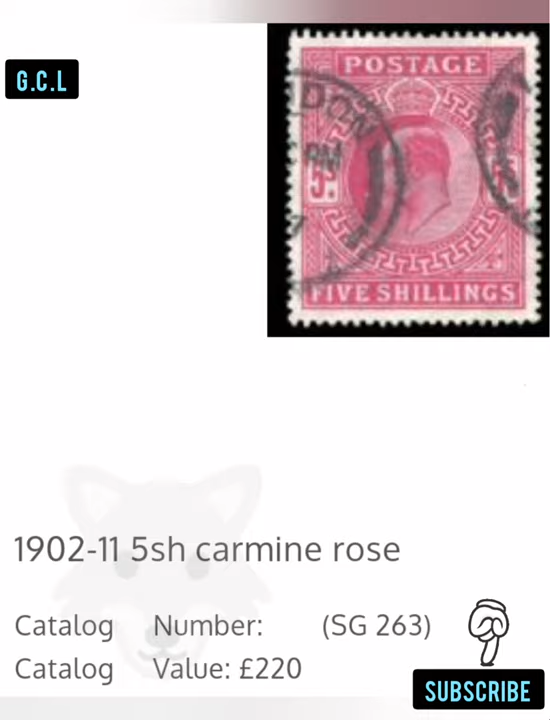 G.C.L
POSTAGE
FIVE SHILLINGS
1902-11 5sh carmine rose
Catalog Number: (SG 263)
Catalog Value: £220
SUBSCRIBE